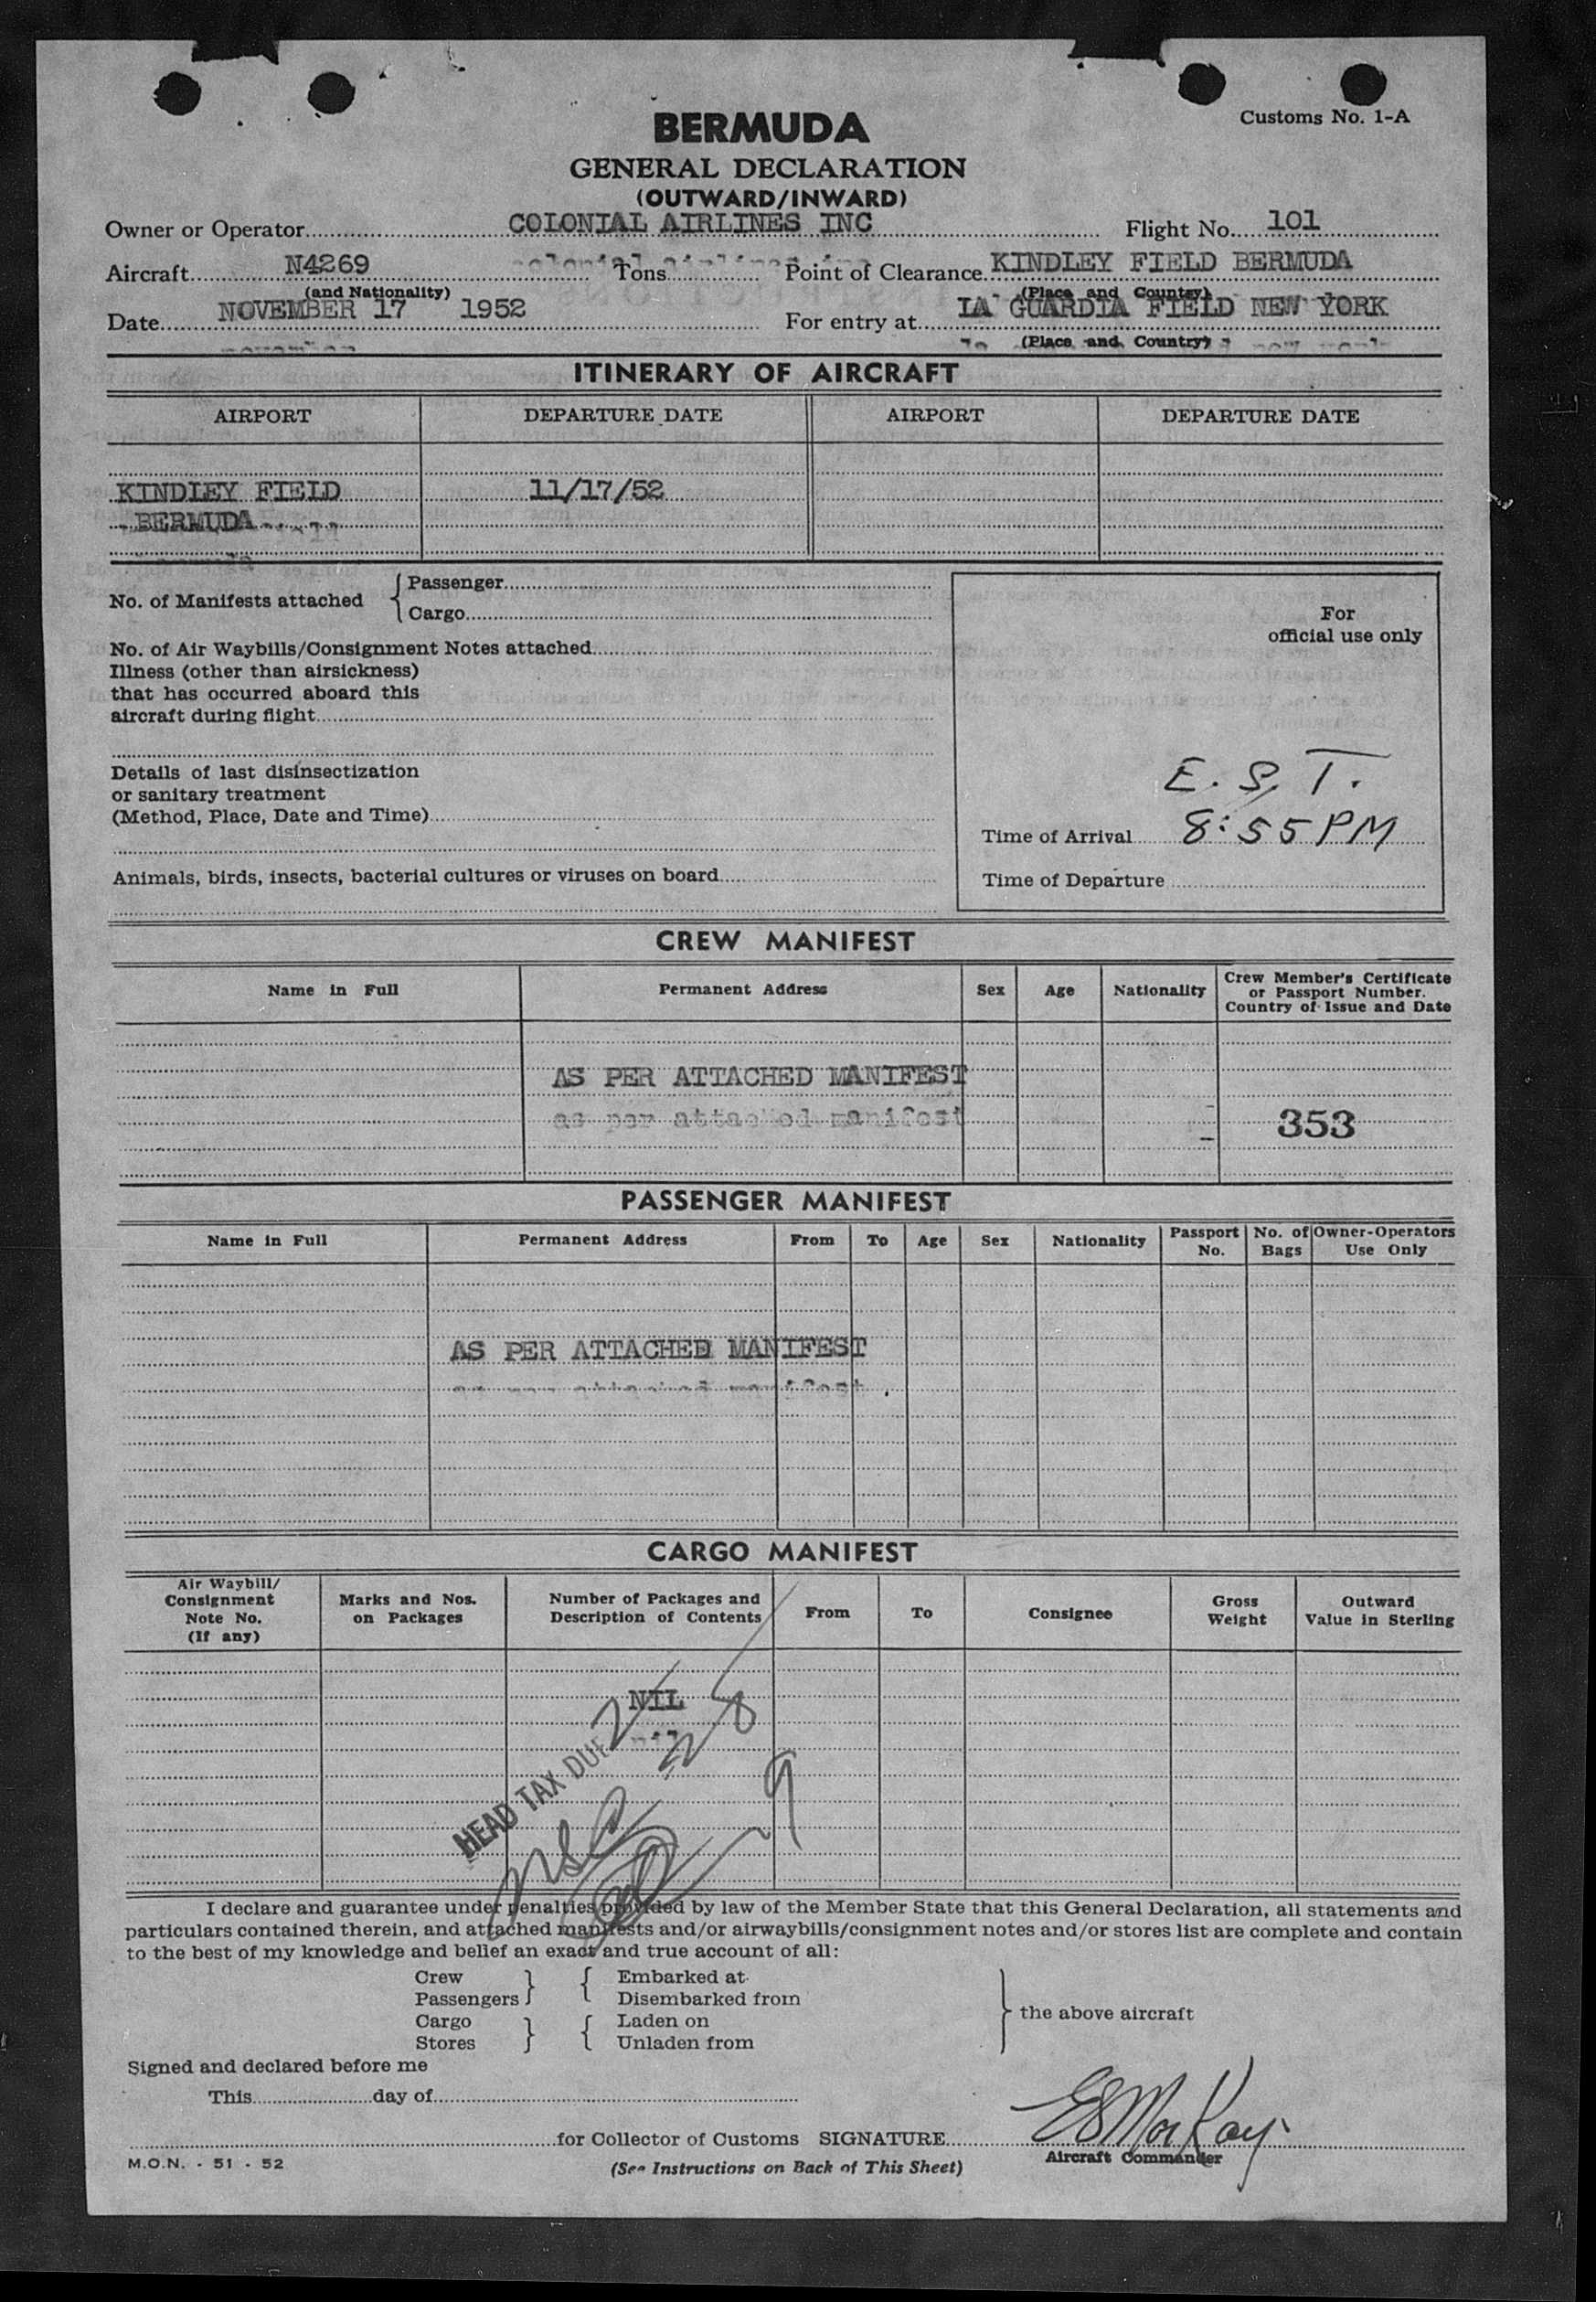 Customs No. 1-A
BERMUDA
GENERAL DECLARATION
(OUTWARD/INWARD)
Owner or Operator COLONIAL AIRLINES INC Flight No. 101
Aircraft N4269 Tons Point of Clearance KINDLEY FIELD BERMUDA
(and Nationality) (Place and Country)
Date NOVEMBER 17 1952 For entry at LA GUARDIA FIELD NEW YORK
(Place and Country)
ITINERARY OF AIRCRAFT
AIRPORT DEPARTURE DATE AIRPORT DEPARTURE DATE
KINDLEY FIELD 11/17/52
BERMUDA
No. of Manifests attached { Passenger
Cargo
No. of Air Waybills/Consignment Notes attached
Illness (other than airsickness)
that has occurred aboard this
aircraft during flight
Details of last disinsectization
or sanitary treatment
(Method, Place, Date and Time)
Animals, birds, insects, bacterial cultures or viruses on board
For
official use only
E.S.T.
Time of Arrival 8:55PM
Time of Departure
CREW MANIFEST
Name in Full Permanent Address Sex Age Nationality Crew Member's Certificate or Passport Number. Country of Issue and Date
AS PER ATTACHED MANIFEST
as per attached manifest
353
PASSENGER MANIFEST
Name in Full Permanent Address From To Age Sex Nationality Passport No. No. of Bags Owner-Operators Use Only
AS PER ATTACHED MANIFEST
as per attached manifest
CARGO MANIFEST
Air Waybill/ Consignment Note No. (If any) Marks and Nos. on Packages Number of Packages and Description of Contents From To Consignee Gross Weight Outward Value in Sterling
NIL
nil
HEAD TAX DUE
I declare and guarantee under penalties provided by law of the Member State that this General Declaration, all statements and
particulars contained therein, and attached manifests and/or airwaybills/consignment notes and/or stores list are complete and contain
to the best of my knowledge and belief an exact and true account of all:
Crew } { Embarked at
Passengers Disembarked from
Cargo } { Laden on
Stores Unladen from
} the above aircraft
Signed and declared before me
This day of
for Collector of Customs SIGNATURE E S MacKay
Aircraft Commander
M.O.N. - 51 - 52
(See Instructions on Back of This Sheet)